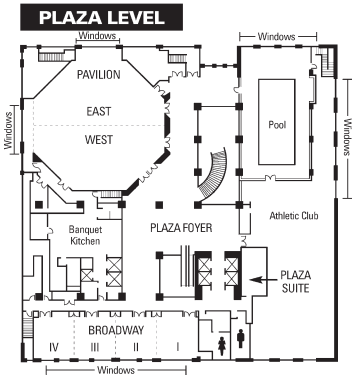 PLAZA LEVEL
Windows
Windows
PAVILION
EAST
WEST
Windows
Pool
Windows
Banquet
Kitchen
PLAZA FOYER
Athletic Club
PLAZA
SUITE
BROADWAY
IV III II I
Windows